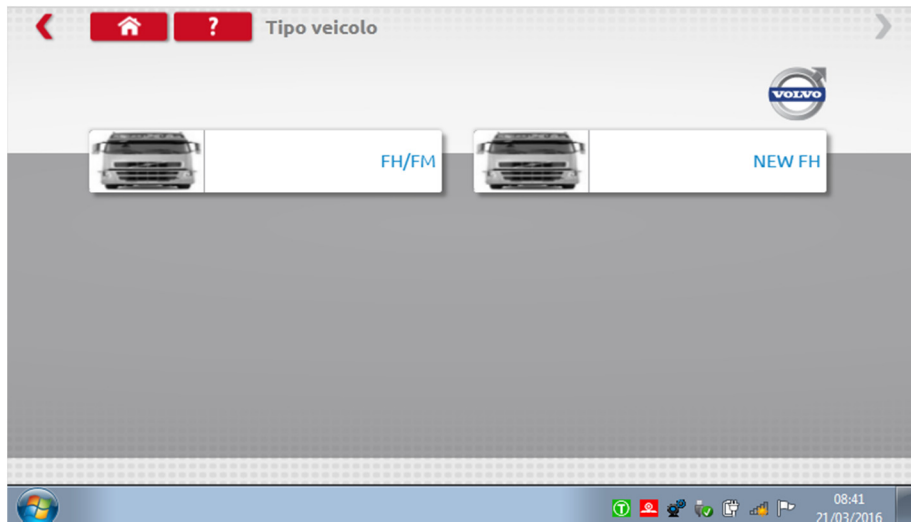 ? Tipo veicolo
VOLVO
FH/FM
NEW FH
08:41
21/03/2016